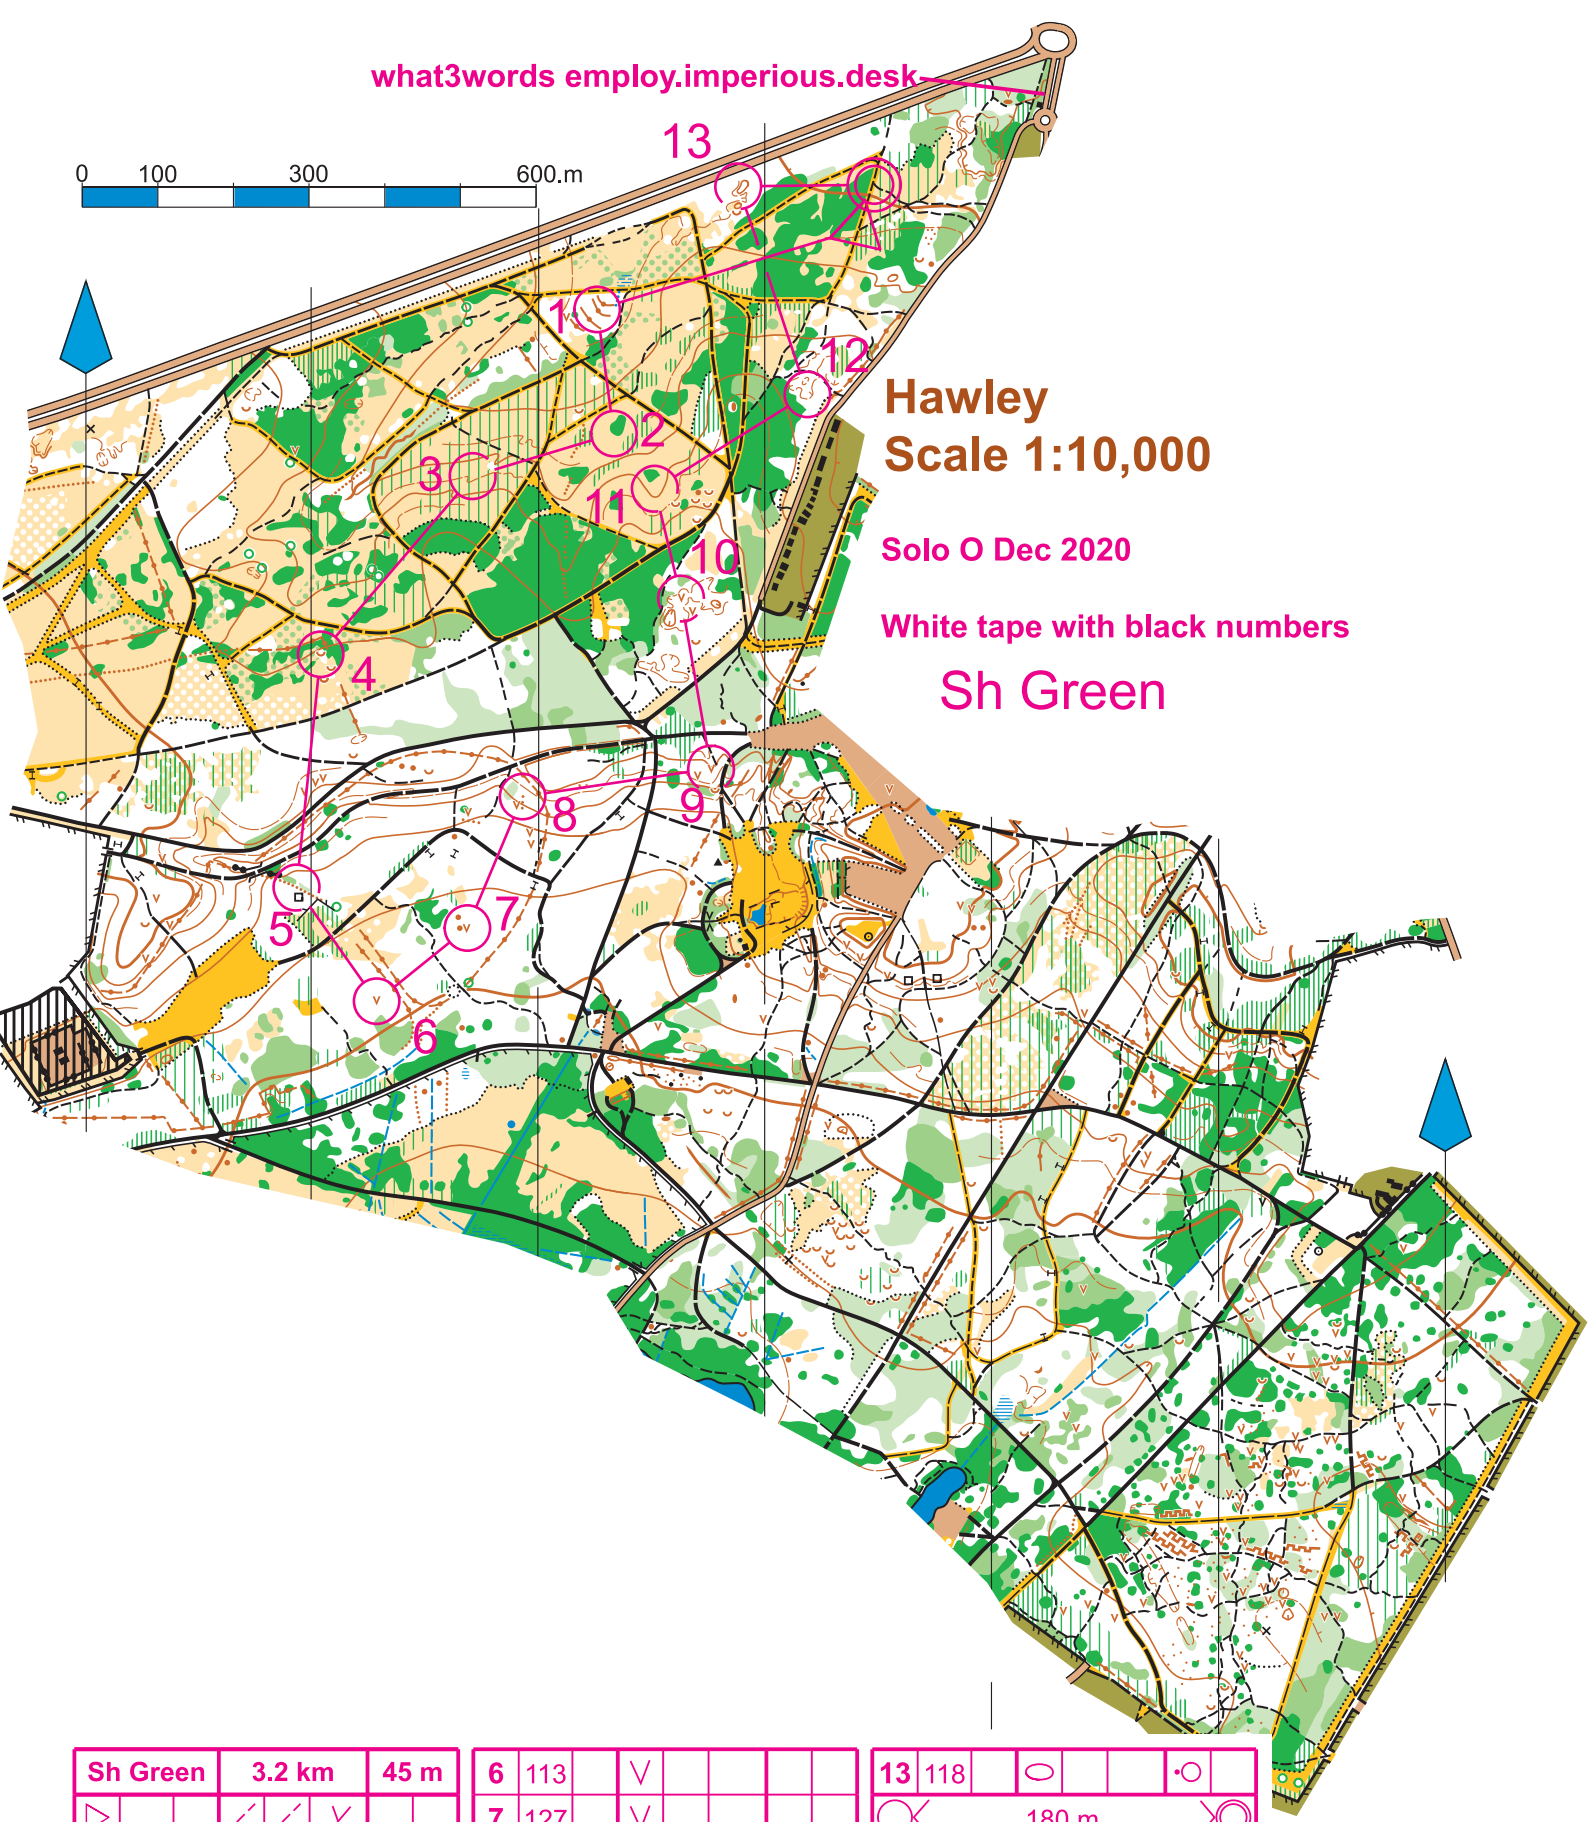 what3words employ.imperious.desk
13
0 100 300 600.m
1
12
Hawley
Scale 1:10,000
2
3
11
Solo O Dec 2020
10
White tape with black numbers
4
Sh Green
9
8
7
5
6
Sh Green 3.2 km 45 m
6 113
13 118
7 127
180 m